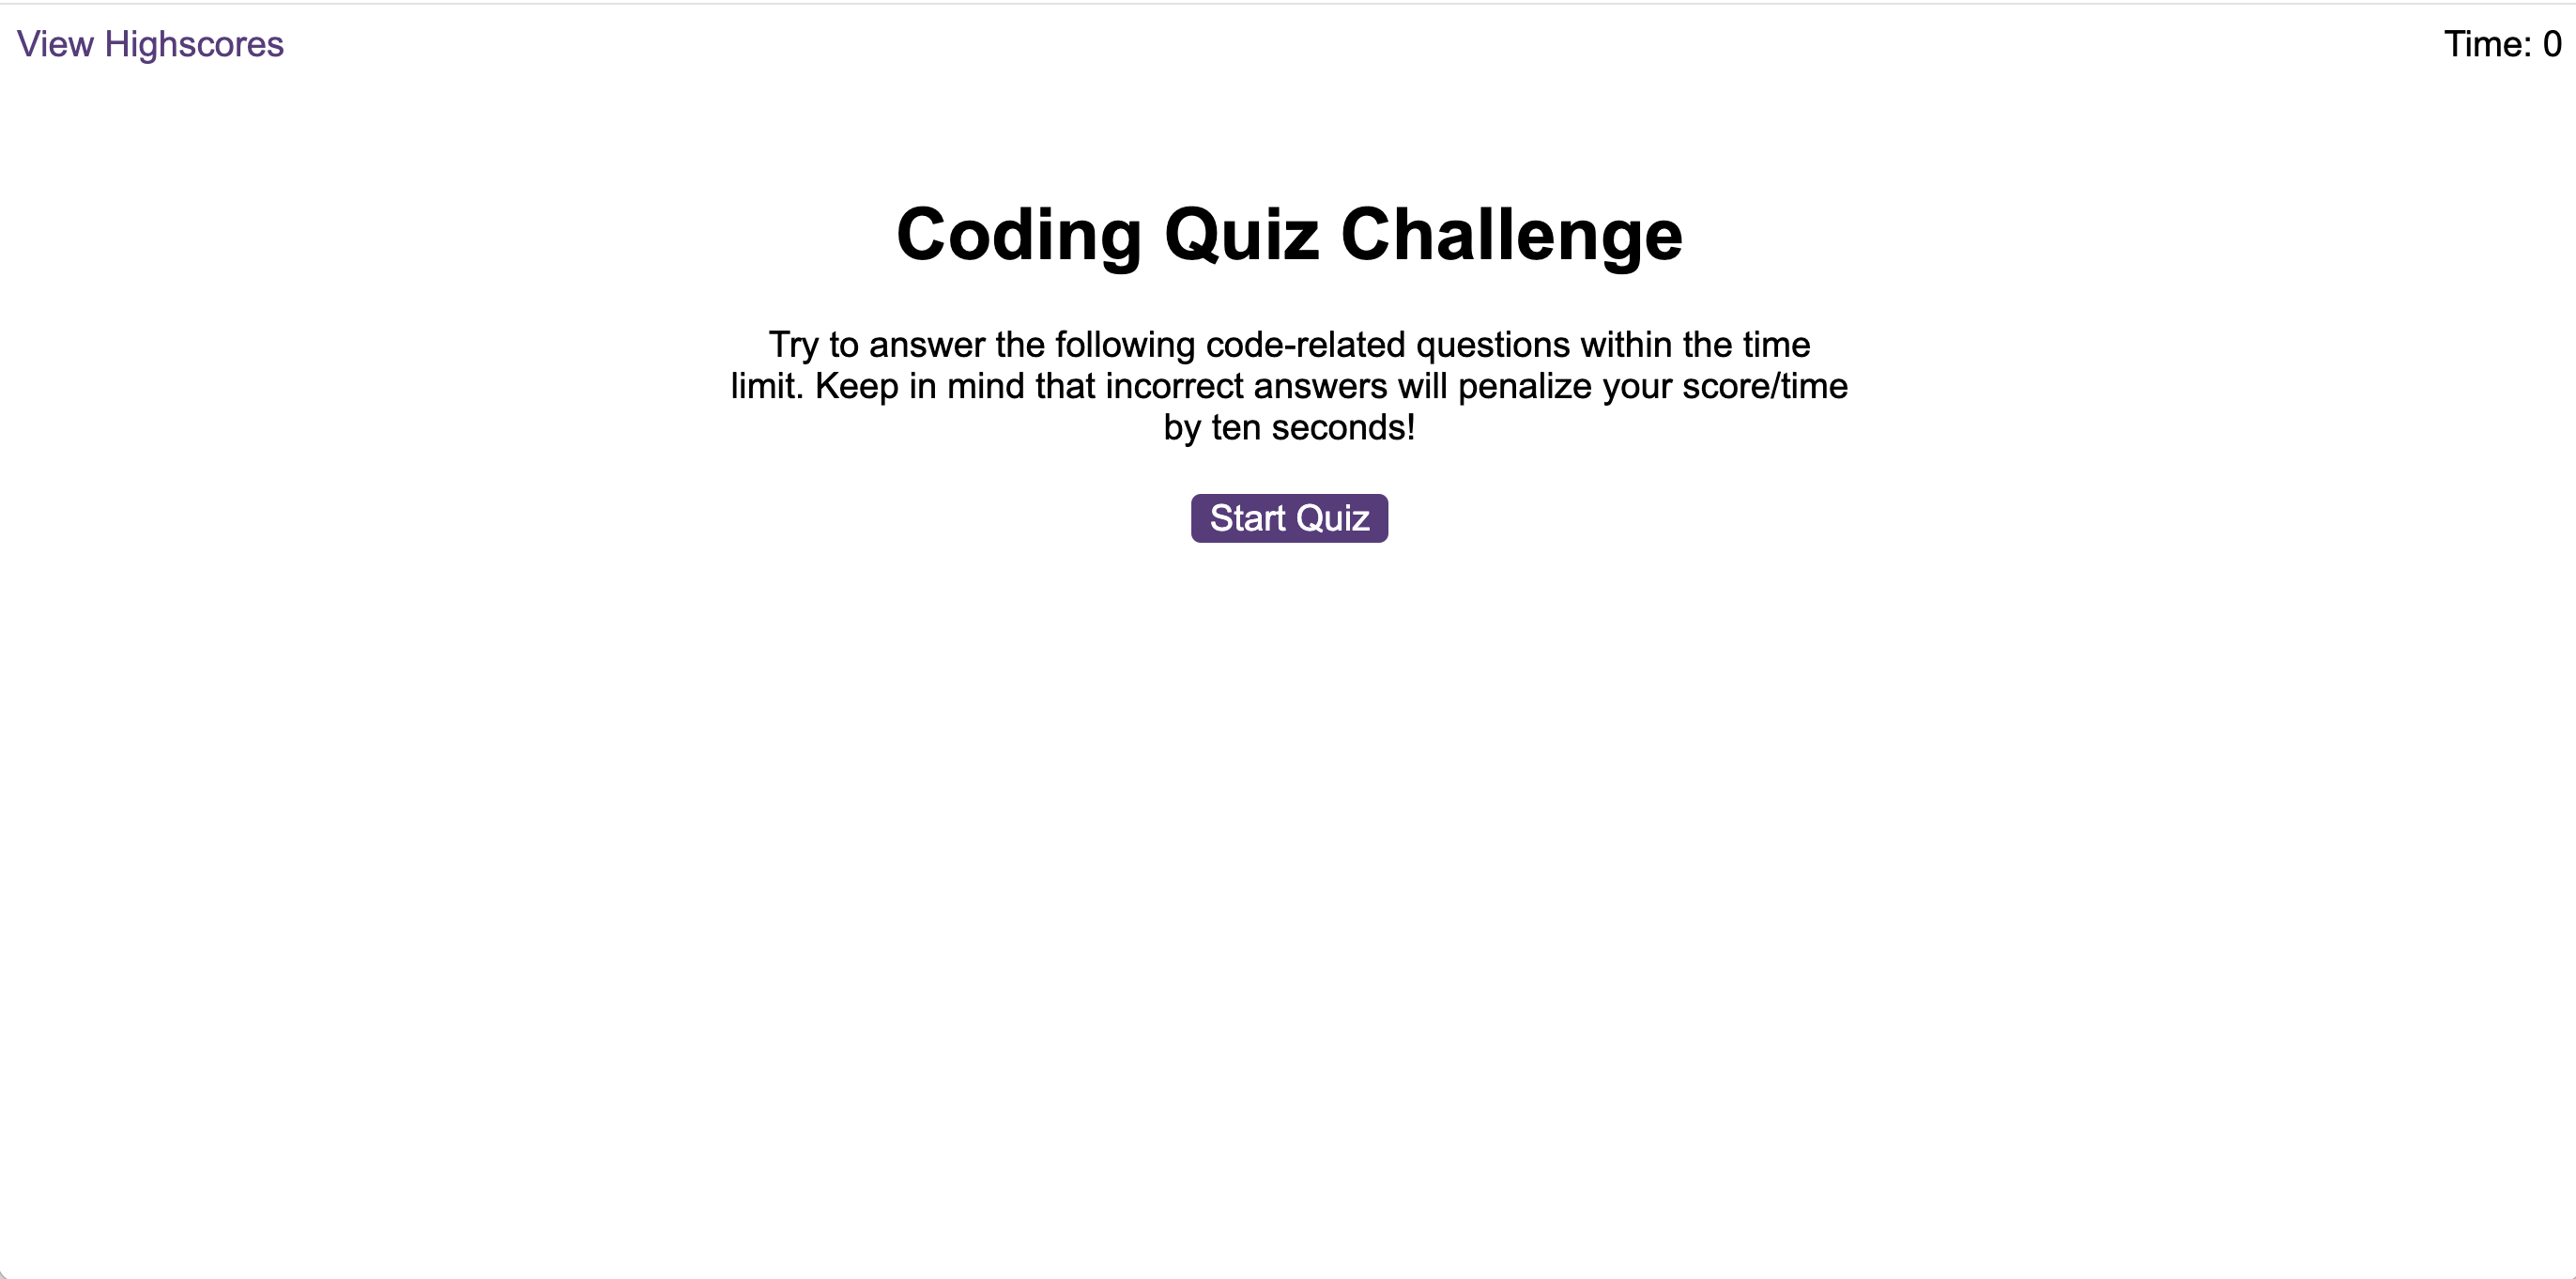 View Highscores
Time: 0
Coding Quiz Challenge
Try to answer the following code-related questions within the time
limit. Keep in mind that incorrect answers will penalize your score/time
by ten seconds!
Start Quiz